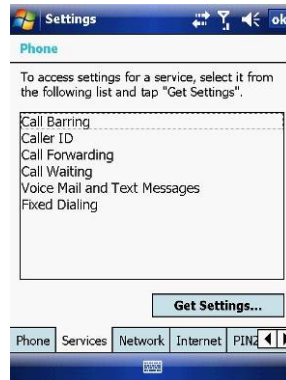 Settings
ok
Phone
To access settings for a service, select it from
the following list and tap "Get Settings".
Call Barring
Caller ID
Call Forwarding
Call Waiting
Voice Mail and Text Messages
Fixed Dialing
Get Settings...
Phone Services Network Internet PIN2